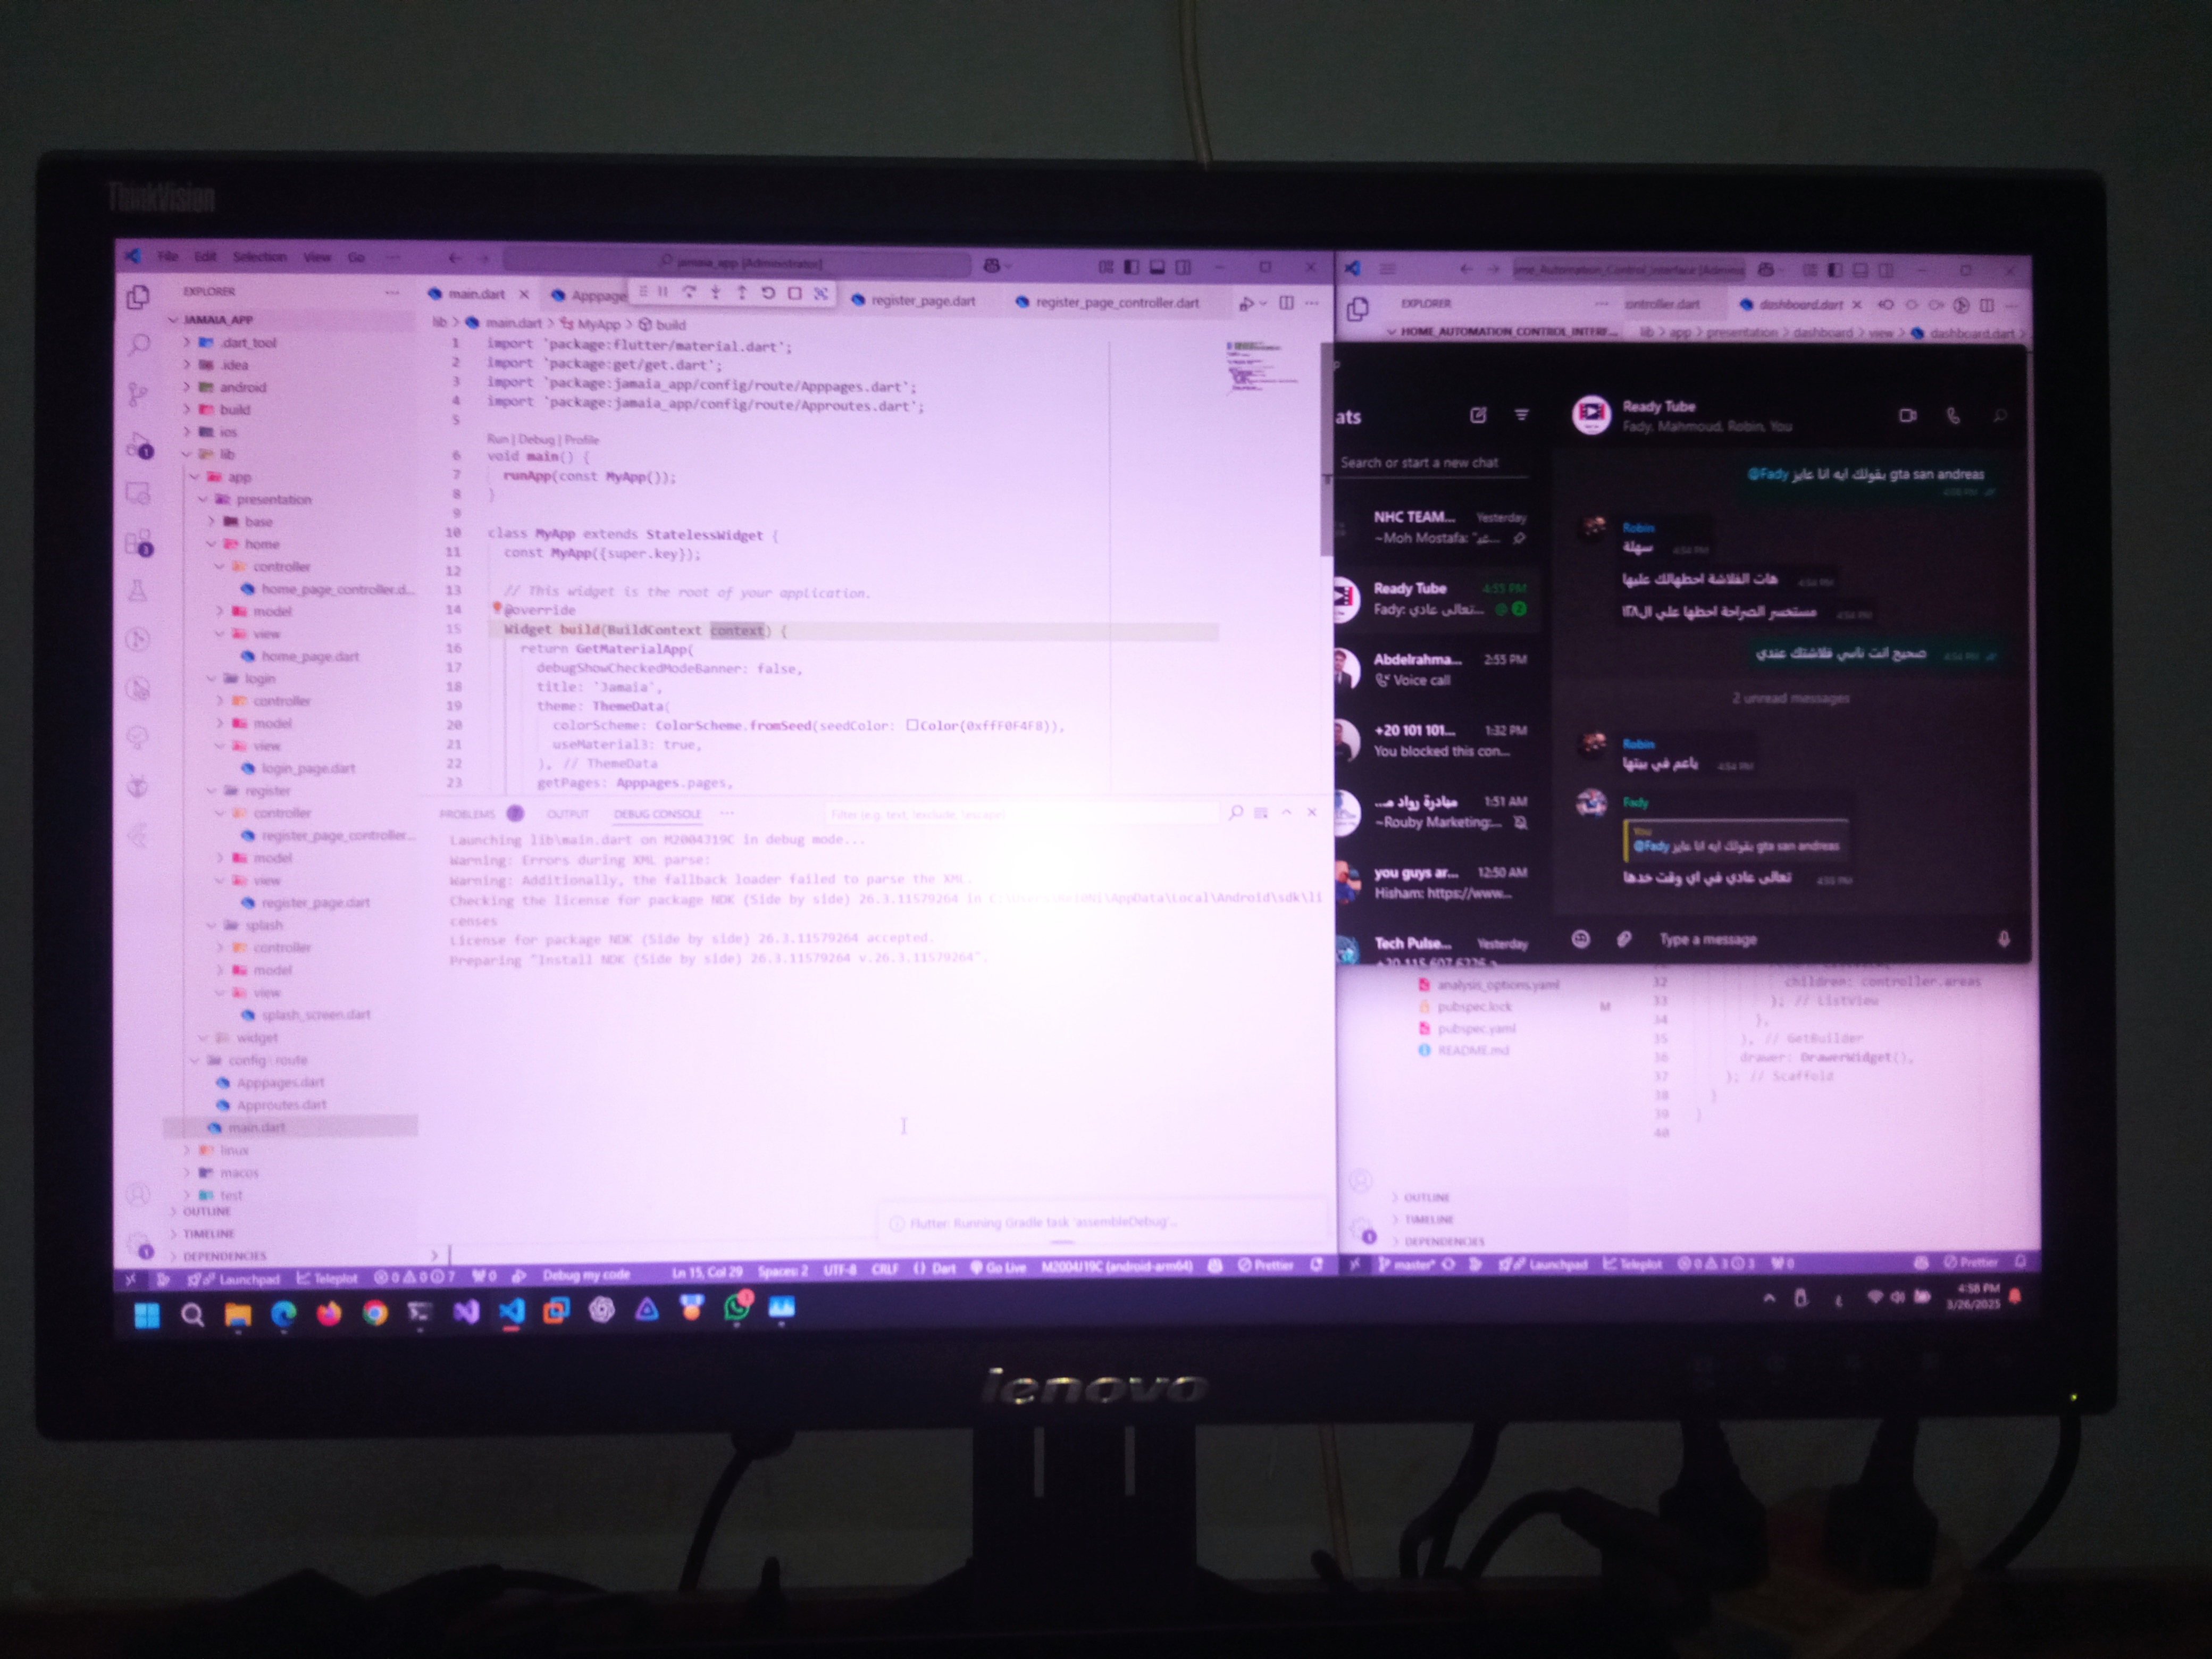 ThinkVision
File Edit Selection View Go ...
jamaia_app [Administrator]
EXPLORER
JAMAIA_APP
.dart_tool
.idea
android
build
ios
lib
app
presentation
base
home
controller
home_page_controller.d...
model
view
home_page.dart
login
controller
model
view
login_page.dart
register
controller
register_page_controller...
model
view
register_page.dart
splash
controller
model
view
splash_screen.dart
widget
config\route
Apppages.dart
Approutes.dart
main.dart
linux
macos
test
OUTLINE
TIMELINE
DEPENDENCIES
main.dart
Apppage
register_page.dart
register_page_controller.dart
lib > main.dart > MyApp > build
1 import 'package:flutter/material.dart';
2 import 'package:get/get.dart';
3 import 'package:jamaia_app/config/route/Apppages.dart';
4 import 'package:jamaia_app/config/route/Approutes.dart';
5
Run | Debug | Profile
6 void main() {
7 runApp(const MyApp());
8 }
9
10 class MyApp extends StatelessWidget {
11 const MyApp({super.key});
12
13 // This widget is the root of your application.
14 @override
15 Widget build(BuildContext context) {
16 return GetMaterialApp(
17 debugShowCheckedModeBanner: false,
18 title: 'Jamaia',
19 theme: ThemeData(
20 colorScheme: ColorScheme.fromSeed(seedColor: Color(0xffF0F4F8)),
21 useMaterial3: true,
22 ), // ThemeData
23 getPages: Apppages.pages,
PROBLEMS 7 OUTPUT DEBUG CONSOLE ...
Filter (e.g. text, !exclude, \escape)
Launching lib\main.dart on M2004J19C in debug mode...
Warning: Errors during XML parse:
Warning: Additionally, the fallback loader failed to parse the XML.
Checking the license for package NDK (Side by side) 26.3.11579264 in \AppData\Local\Android\sdk\li
censes
License for package NDK (Side by side) 26.3.11579264 accepted.
Preparing "Install NDK (Side by side) 26.3.11579264 v.26.3.11579264".
Flutter: Running Gradle task 'assembleDebug'...
Launchpad Teleplot 0 0 7 0 Debug my code Ln 15, Col 29 Spaces: 2 UTF-8 CRLF {} Dart Go Live M2004J19C (android-arm64) Prettier
ome_Automation_Control_Interface [Adminis
EXPLORER
controller.dart
dashboard.dart
HOME_AUTOMATION_CONTROL_INTERF...
lib > app > presentation > dashboard > view > dashboard.dart >
ats
Search or start a new chat
NHC TEAM... Yesterday
~Moh Mostafa:
Ready Tube 4:55 PM
Fady: تعالى عادي... @ 2
Abdelrahma... 2:55 PM
Voice call
+20 101 101... 1:32 PM
You blocked this con...
مبادرة رواد مـ... 1:51 AM
~Rouby Marketing:...
you guys ar... 12:50 AM
Hisham: https://www...
Tech Pulse... Yesterday
Ready Tube
Fady, Mahmoud, Robin, You
@Fady بقولك ايه انا عايز gta san andreas
Robin
سهلة 4:54 PM
هات الفلاشة احطهالك عليها 4:54 PM
مستخسر الصراحة احطها علي ال١٢٨ 4:54 PM
صحيح انت ناسي فلاشتك عندي 4:54 PM
2 unread messages
Robin
ياعم في بيتها 4:54 PM
Fady
You
@Fady بقولك ايه انا عايز gta san andreas
تعالى عادي في اي وقت خدها 4:55 PM
Type a message
analysis_options.yaml
pubspec.lock M
pubspec.yaml
README.md
32 children: controller.areas
33 ); // ListView
34 },
35 ), // GetBuilder
36 drawer: DrawerWidget(),
37 ); // Scaffold
38 }
39 }
40
OUTLINE
TIMELINE
DEPENDENCIES
master* Launchpad Teleplot 0 3 3 0 Prettier
4:58 PM
3/26/2025
lenovo